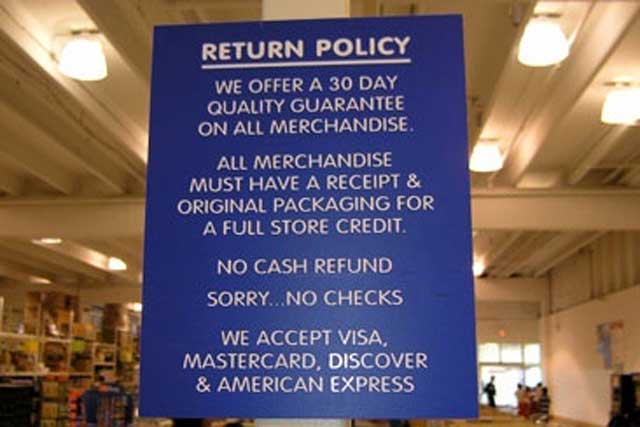 RETURN POLICY
WE OFFER A 30 DAY
QUALITY GUARANTEE
ON ALL MERCHANDISE.
ALL MERCHANDISE
MUST HAVE A RECEIPT &
ORIGINAL PACKAGING FOR
A FULL STORE CREDIT.
NO CASH REFUND
SORRY...NO CHECKS
WE ACCEPT VISA,
MASTERCARD, DISCOVER
& AMERICAN EXPRESS